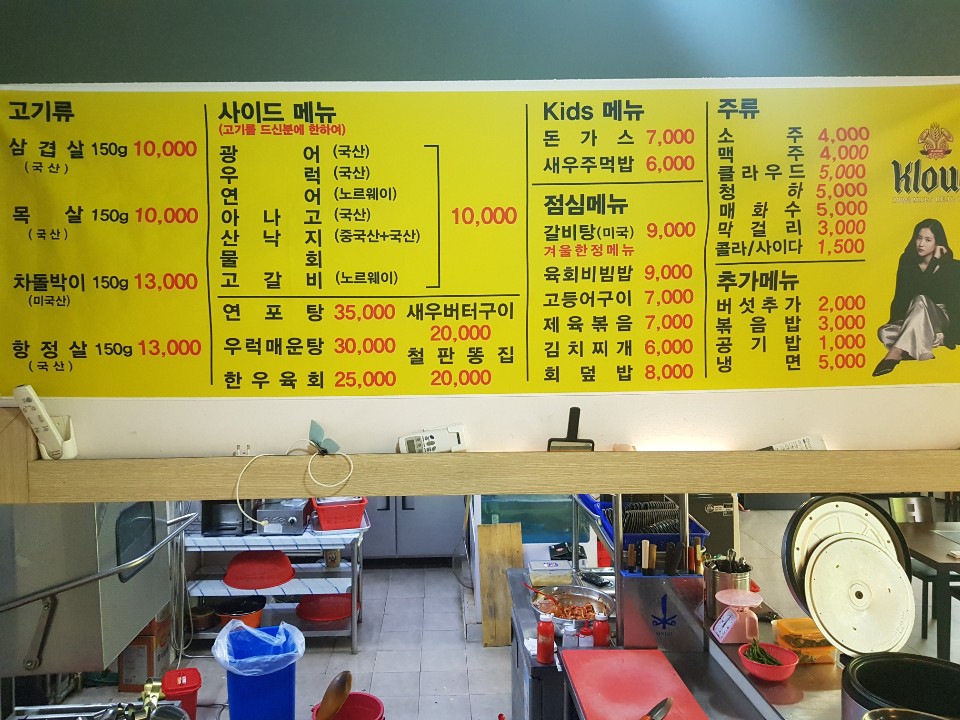 고기류
삼겹살 150g 10,000
(국산)
목살 150g 10,000
(국산)
차돌박이 150g 13,000
(미국산)
항정살 150g 13,000
(국산)
사이드 메뉴
(고기를 드신분에 한하여)
광어 (국산)
우럭 (국산)
연어 (노르웨이)
아나고 (국산)
산낙지 (중국산+국산)
물회
고갈비 (노르웨이)
10,000
연포탕 35,000
우럭매운탕 30,000
한우육회 25,000
새우버터구이
20,000
철판똥집
20,000
Kids 메뉴
돈가스 7,000
새우주먹밥 6,000
점심메뉴
갈비탕(미국) 9,000
겨울한정메뉴
육회비빔밥 9,000
고등어구이 7,000
제육볶음 7,000
김치찌개 6,000
회덮밥 8,000
주류
소주 4,000
맥주 4,000
클라우드 5,000
청하 5,000
매화수 5,000
막걸리 3,000
콜라/사이다 1,500
추가메뉴
버섯추가 2,000
볶음밥 3,000
공기밥 1,000
냉면 5,000